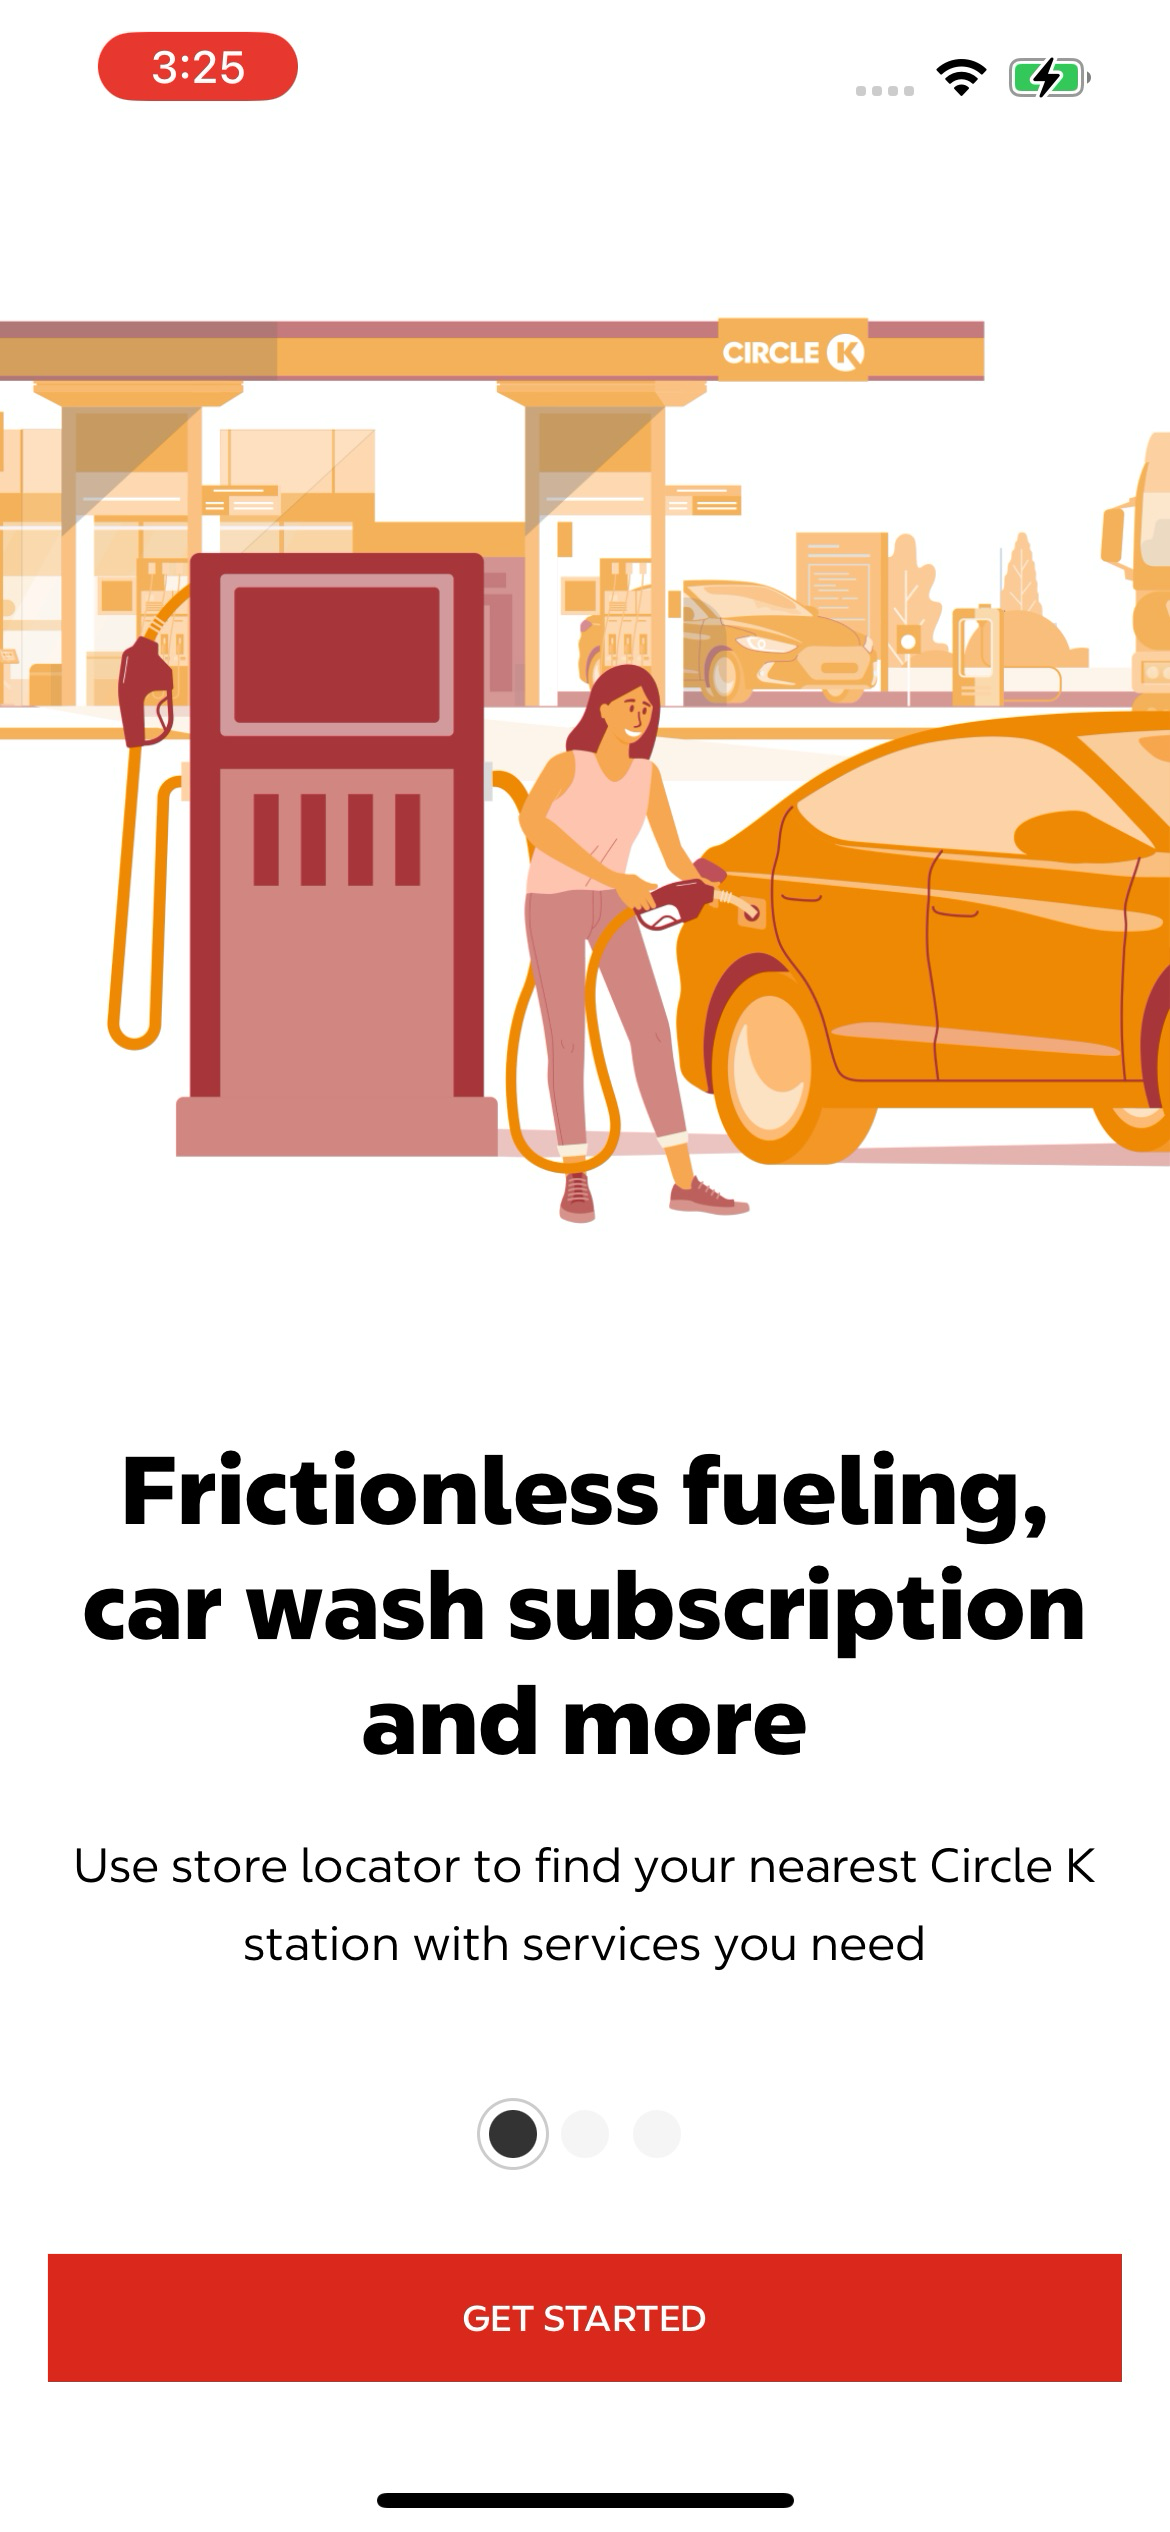 3:25
CIRCLE K
Frictionless fueling,
car wash subscription
and more
Use store locator to find your nearest Circle K
station with services you need
GET STARTED